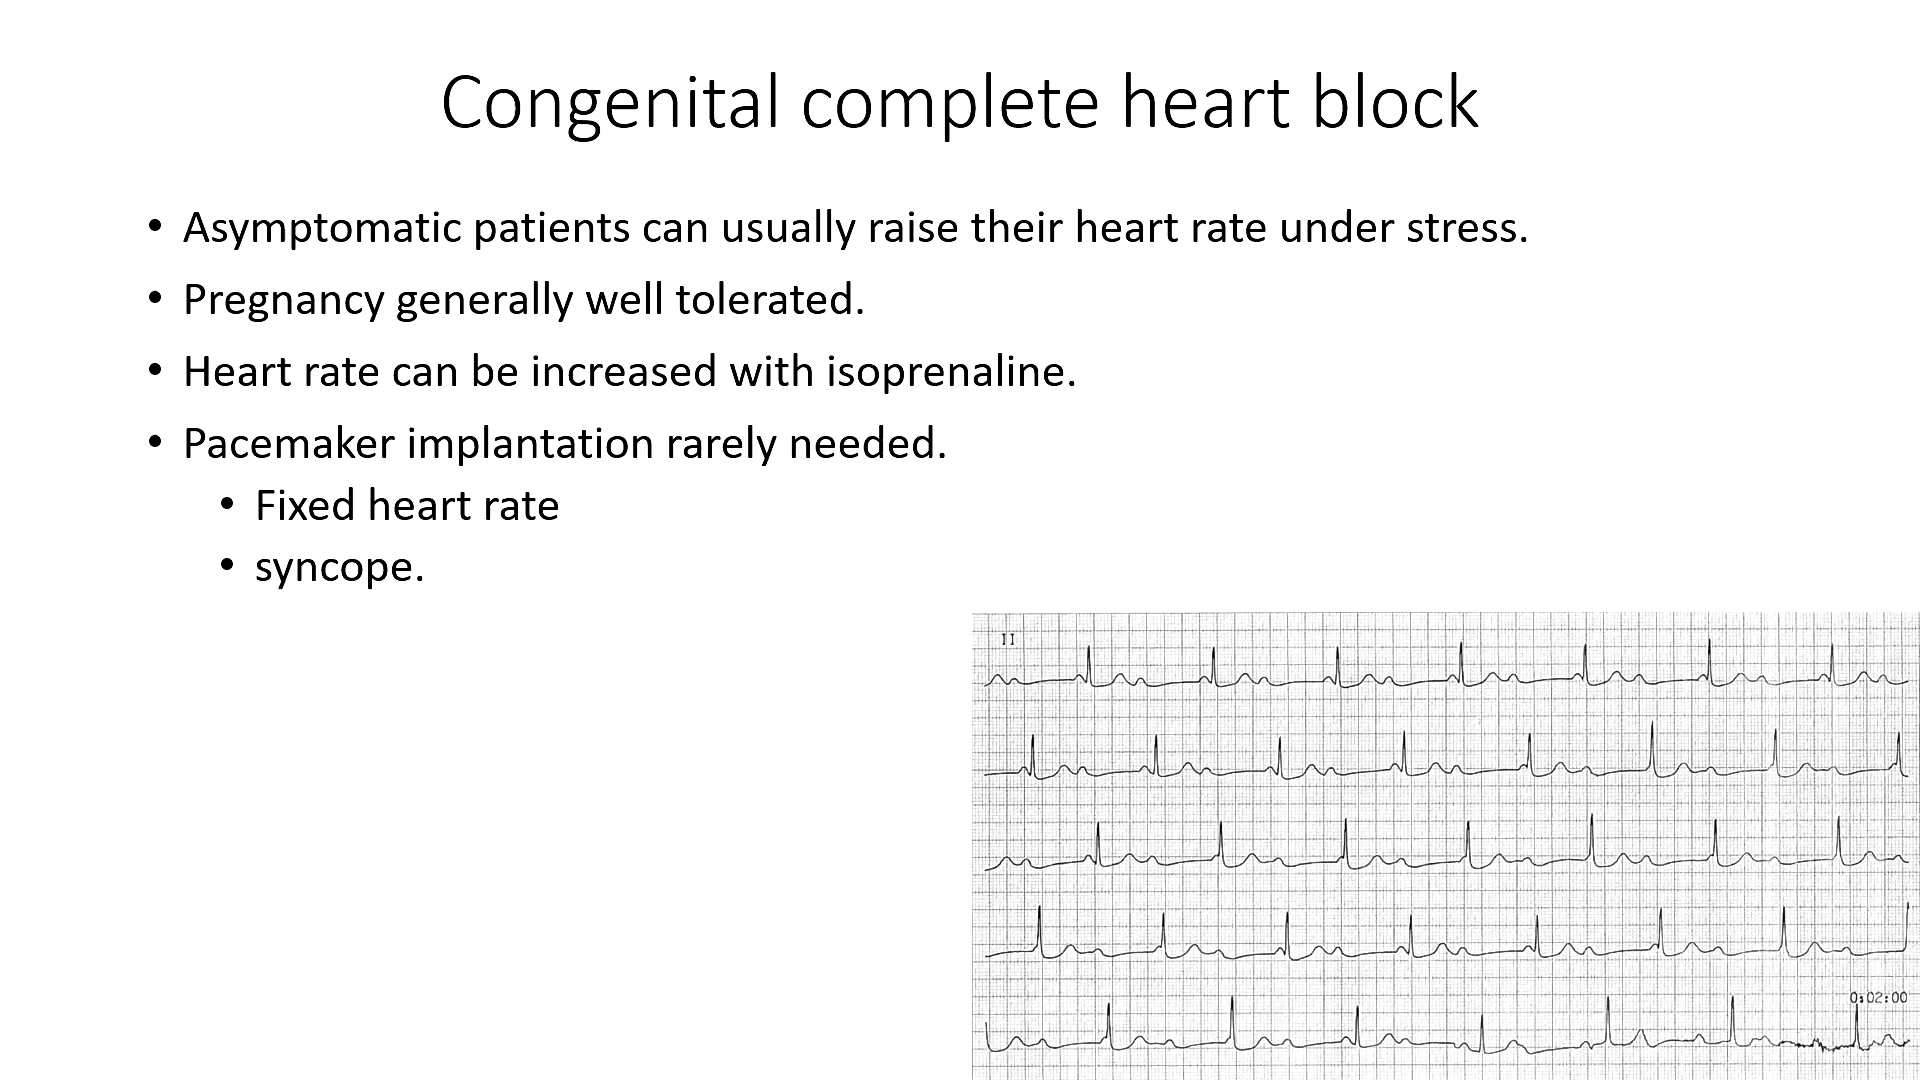 Congenital complete heart block
• Asymptomatic patients can usually raise their heart rate under stress.
• Pregnancy generally well tolerated.
• Heart rate can be increased with isoprenaline.
• Pacemaker implantation rarely needed.
• Fixed heart rate
• syncope.
II
0:02:00